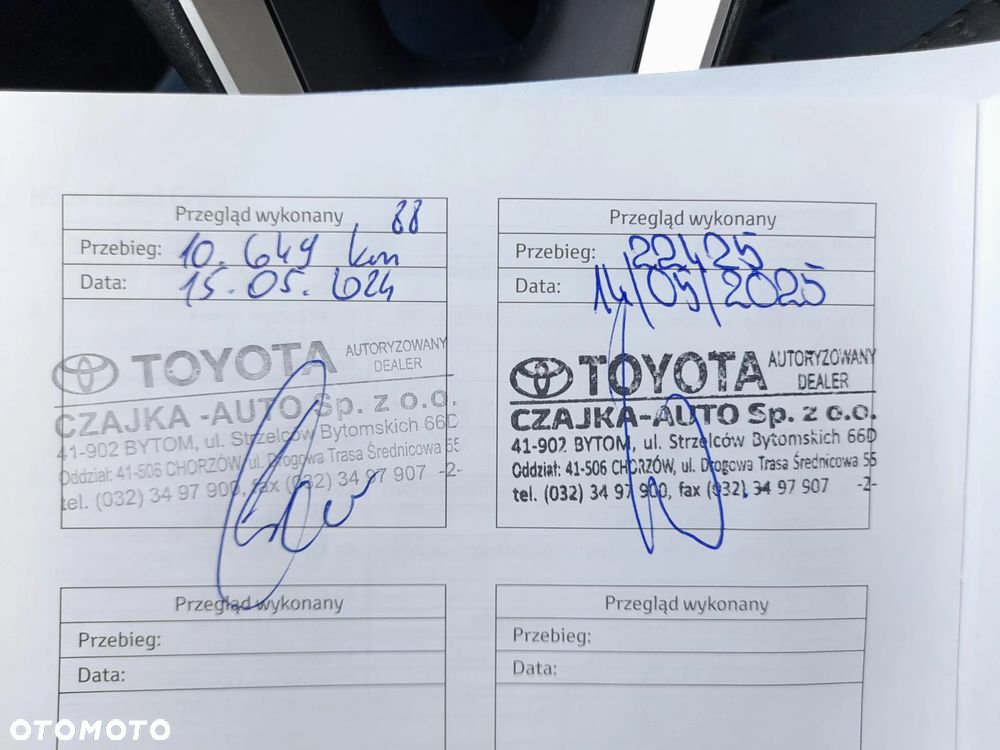 Przegląd wykonany 88
Przebieg: 10.649 km
Data: 15.05.2024
TOYOTA AUTORYZOWANY DEALER
CZAJKA-AUTO Sp. z o.o.
41-902 BYTOM, ul. Strzelców Bytomskich 66D
Oddział: 41-506 CHORZÓW, ul. Drogowa Trasa Średnicowa 55
tel. (032) 34 97 900, fax (032) 34 97 907 -2-
Przegląd wykonany
Przebieg: 22425
Data: 14/05/2025
TOYOTA AUTORYZOWANY DEALER
CZAJKA-AUTO Sp. z o.o.
41-902 BYTOM, ul. Strzelców Bytomskich 66D
Oddział: 41-506 CHORZÓW, ul. Drogowa Trasa Średnicowa 55
tel. (032) 34 97 900, fax (032) 34 97 907 -2-
Przegląd wykonany
Przebieg:
Data:
Przegląd wykonany
Przebieg:
Data:
OTOMOTO